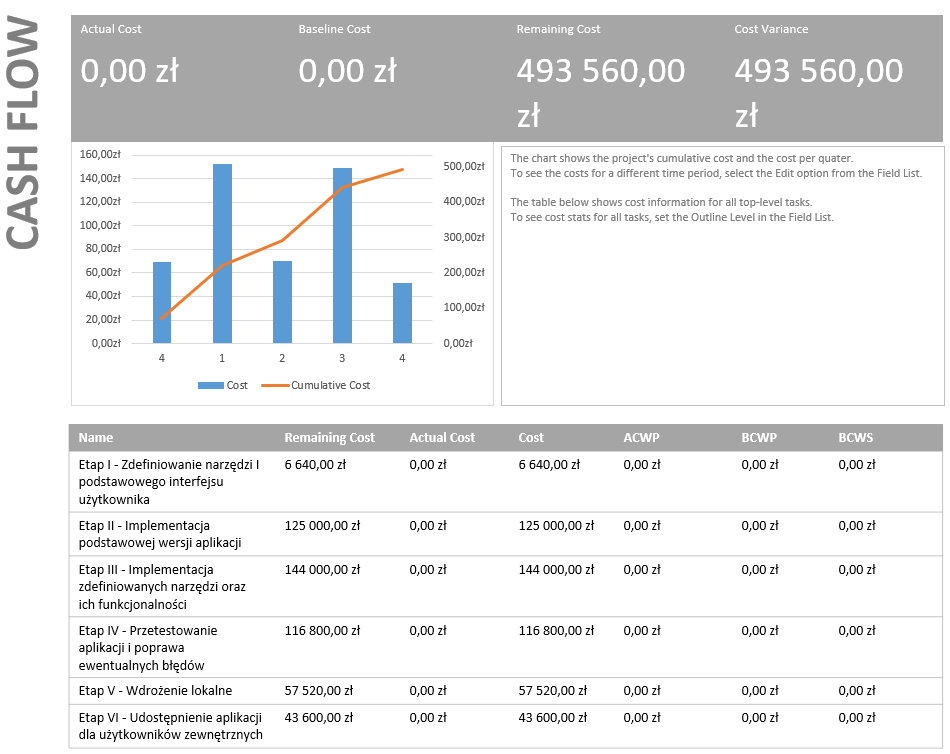 CASH FLOW
Actual Cost
0,00 zł
Baseline Cost
0,00 zł
Remaining Cost
493 560,00
zł
Cost Variance
493 560,00
zł
160,00zł
140,00zł
120,00zł
100,00zł
80,00zł
60,00zł
40,00zł
20,00zł
0,00zł
500,00zł
400,00zł
300,00zł
200,00zł
100,00zł
0,00zł
4 1 2 3 4
Cost Cumulative Cost
The chart shows the project's cumulative cost and the cost per quater.
To see the costs for a different time period, select the Edit option from the Field List.
The table below shows cost information for all top-level tasks.
To see cost stats for all tasks, set the Outline Level in the Field List.
Name Remaining Cost Actual Cost Cost ACWP BCWP BCWS
Etap I - Zdefiniowanie narzędzi I 6 640,00 zł 0,00 zł 6 640,00 zł 0,00 zł 0,00 zł 0,00 zł
podstawowego interfejsu
użytkownika
Etap II - Implementacja 125 000,00 zł 0,00 zł 125 000,00 zł 0,00 zł 0,00 zł 0,00 zł
podstawowej wersji aplikacji
Etap III - Implementacja 144 000,00 zł 0,00 zł 144 000,00 zł 0,00 zł 0,00 zł 0,00 zł
zdefiniowanych narzędzi oraz
ich funkcjonalności
Etap IV - Przetestowanie 116 800,00 zł 0,00 zł 116 800,00 zł 0,00 zł 0,00 zł 0,00 zł
aplikacji i poprawa
ewentualnych błędów
Etap V - Wdrożenie lokalne 57 520,00 zł 0,00 zł 57 520,00 zł 0,00 zł 0,00 zł 0,00 zł
Etap VI - Udostępnienie aplikacji 43 600,00 zł 0,00 zł 43 600,00 zł 0,00 zł 0,00 zł 0,00 zł
dla użytkowników zewnętrznych